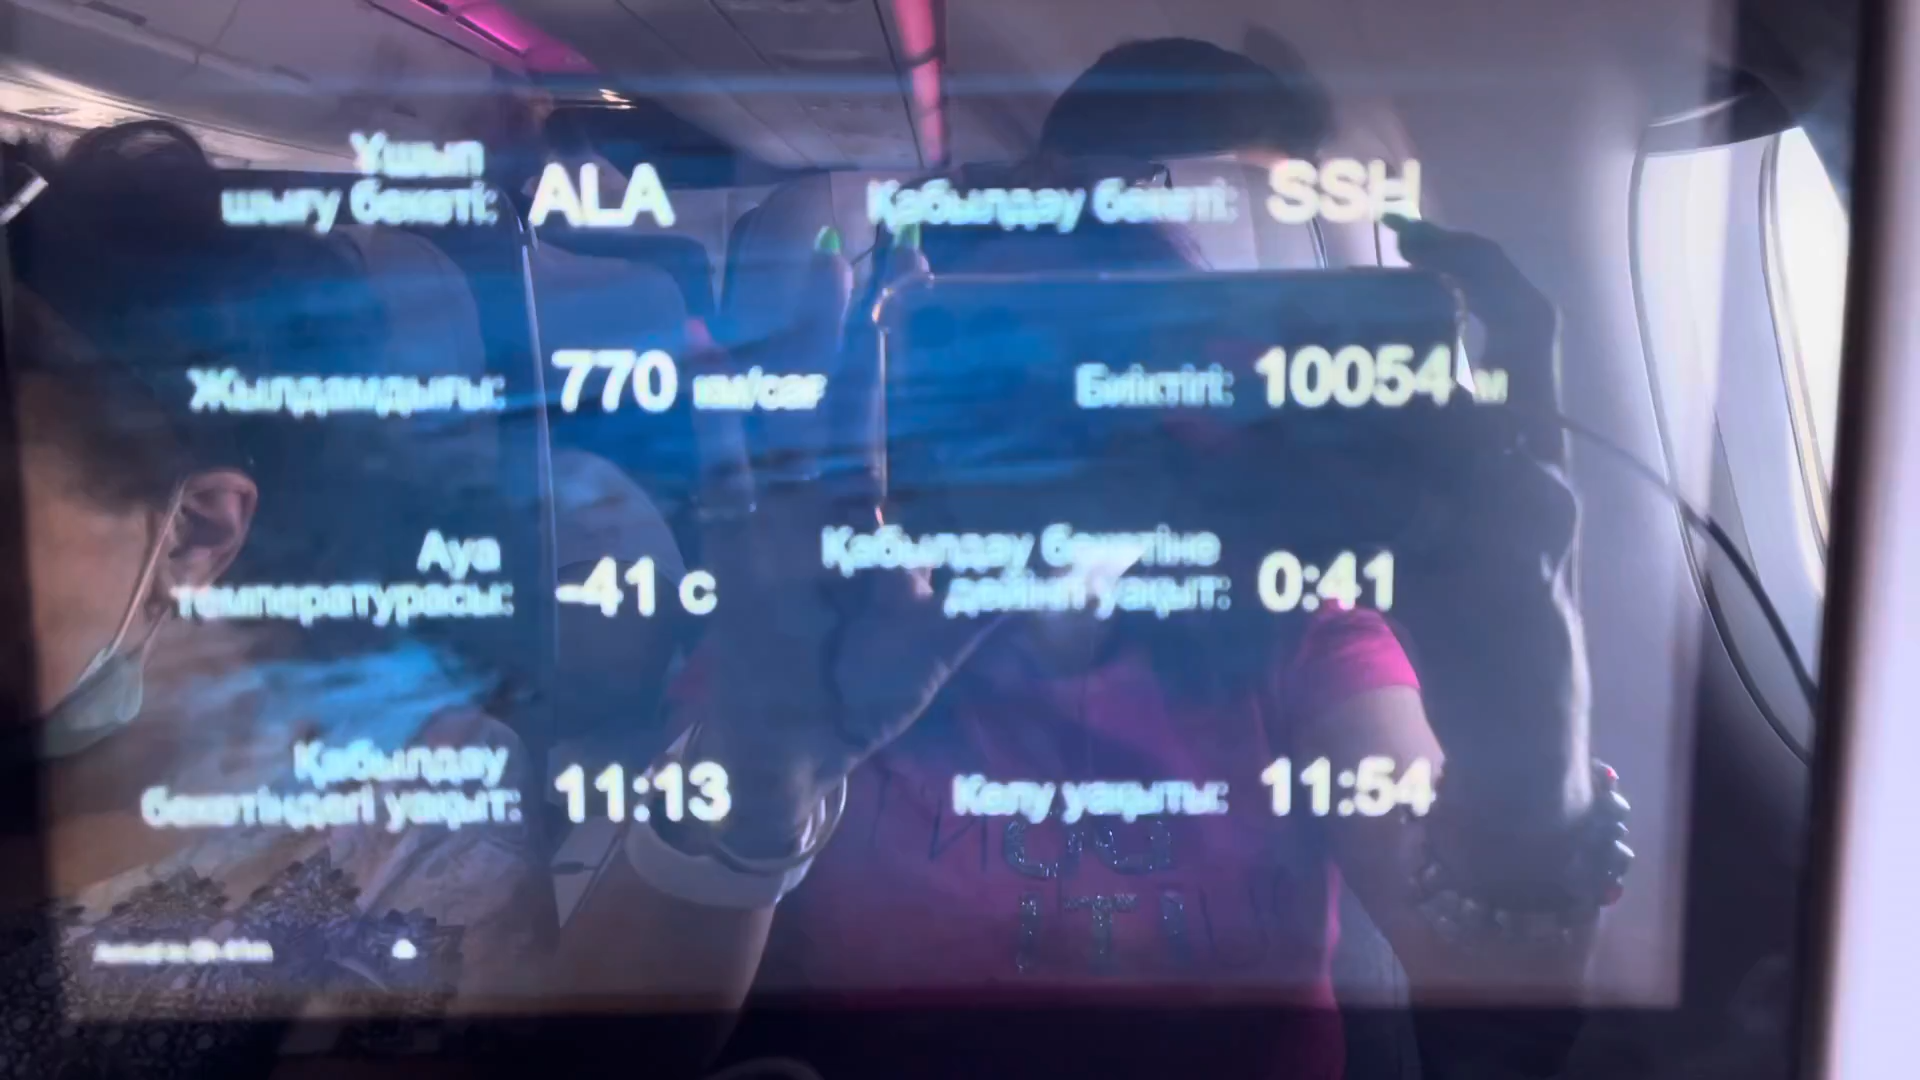 Ұшып
шығу бекеті: ALA
Қабылдау бекеті: SSH
Жылдамдығы: 770 км/сағ
Биіктігі: 10054 м
Ауа
температурасы: -41 c
Қабылдау бекетіне
дейінгі уақыт: 0:41
Қабылдау
бекетіндегі уақыт: 11:13
Келу уақыты: 11:54